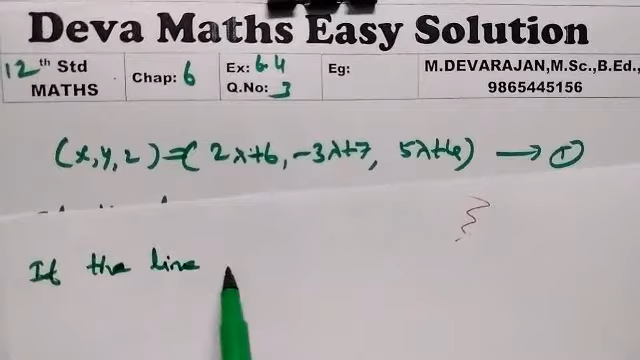 Deva Maths Easy Solution
12th Std
MATHS
Chap: 6
Ex: 6.4
Q.No: 3
Eg:
M.DEVARAJAN,M.Sc.,B.Ed.,
9865445156
(x,y,z)=( 2λ+6, -3λ+7, 5λ+4) → ①
If the line